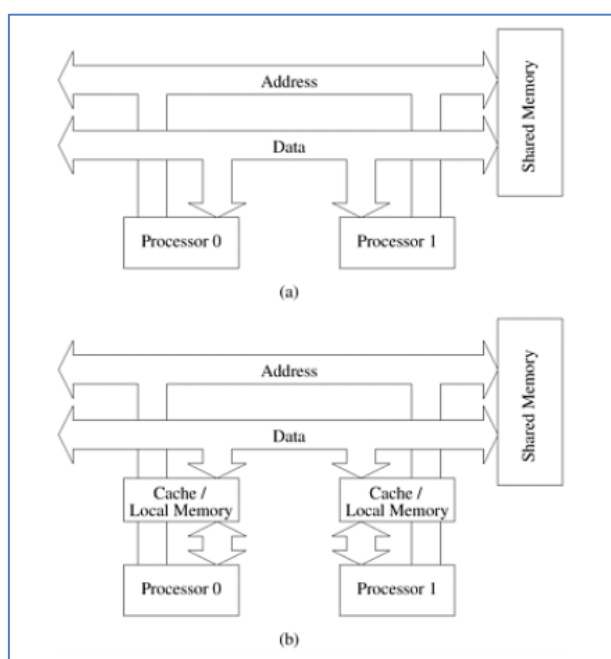 Address
Shared Memory
Data
Processor 0
Processor 1
(a)
Address
Shared Memory
Data
Cache /
Local Memory
Cache /
Local Memory
Processor 0
Processor 1
(b)